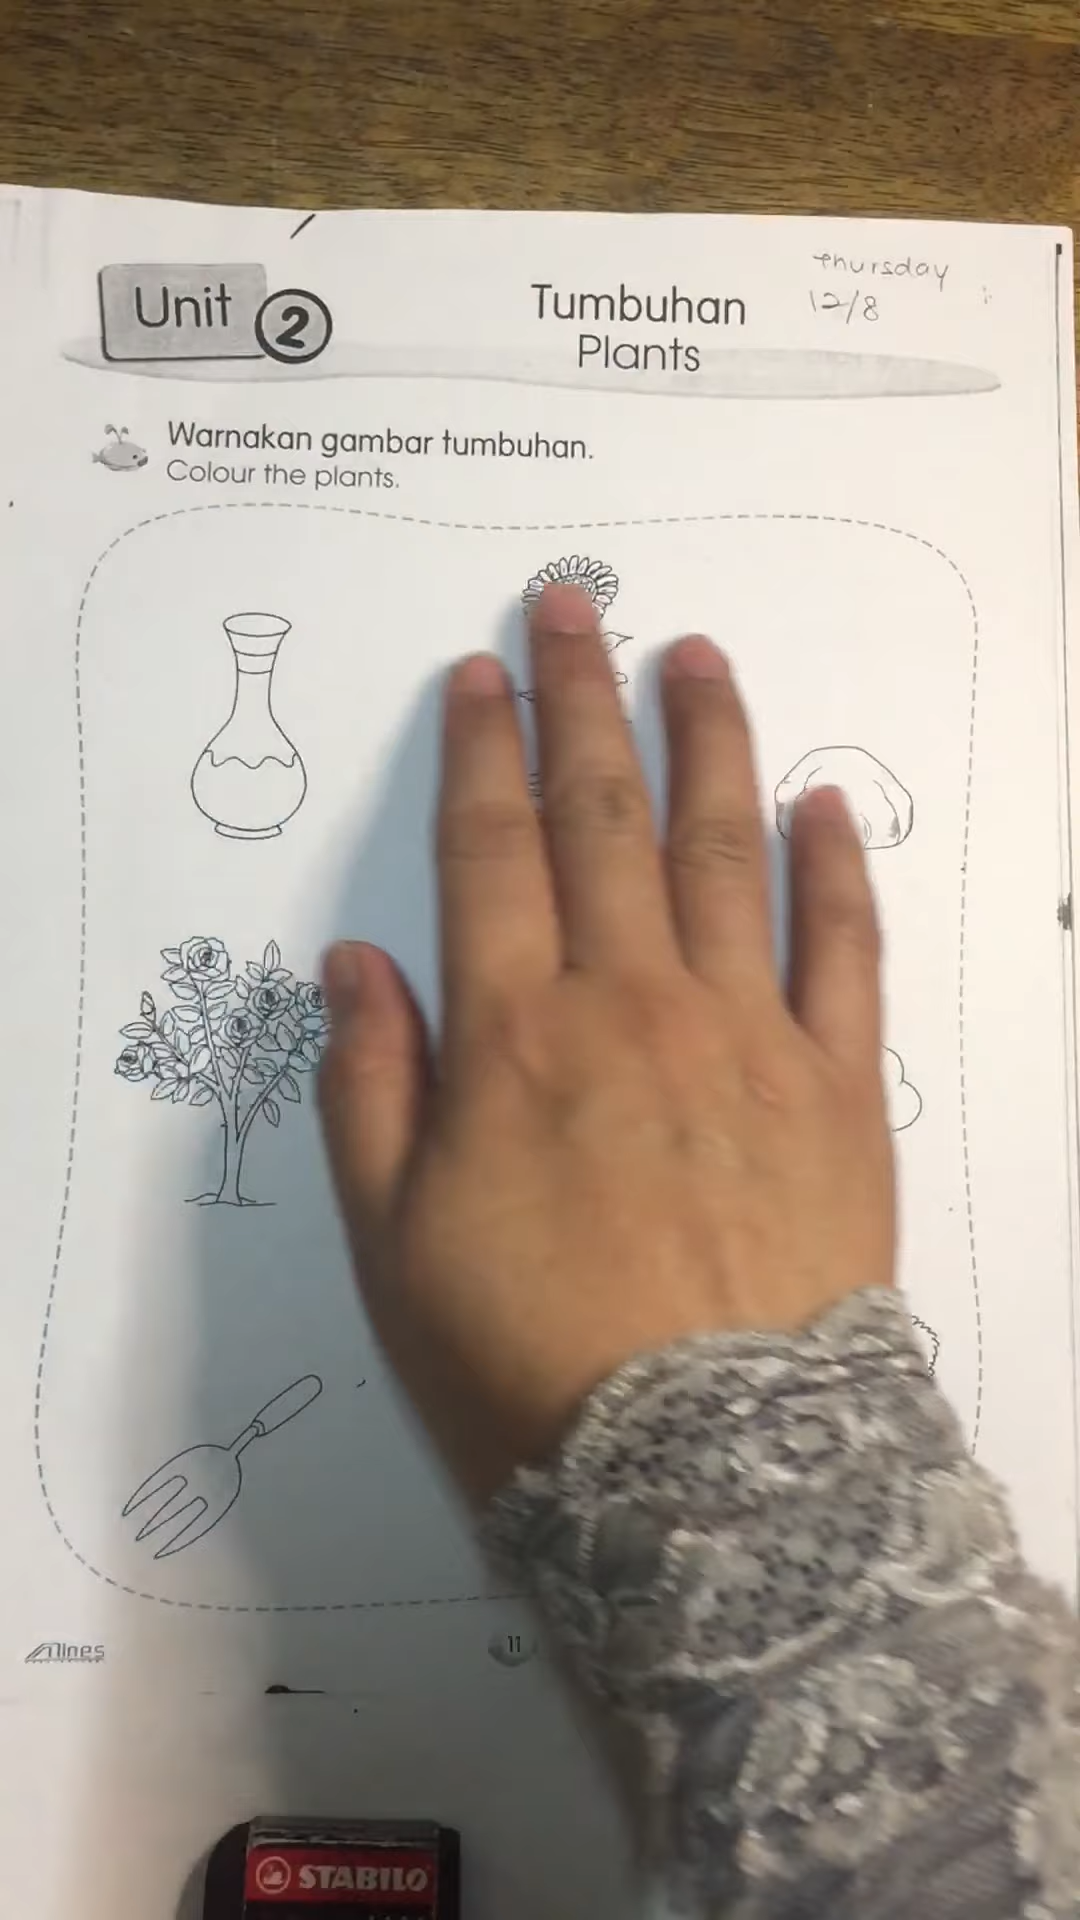 Unit 2
Tumbuhan
Plants
Thursday
12/8
Warnakan gambar tumbuhan.
Colour the plants.
11
STABILO